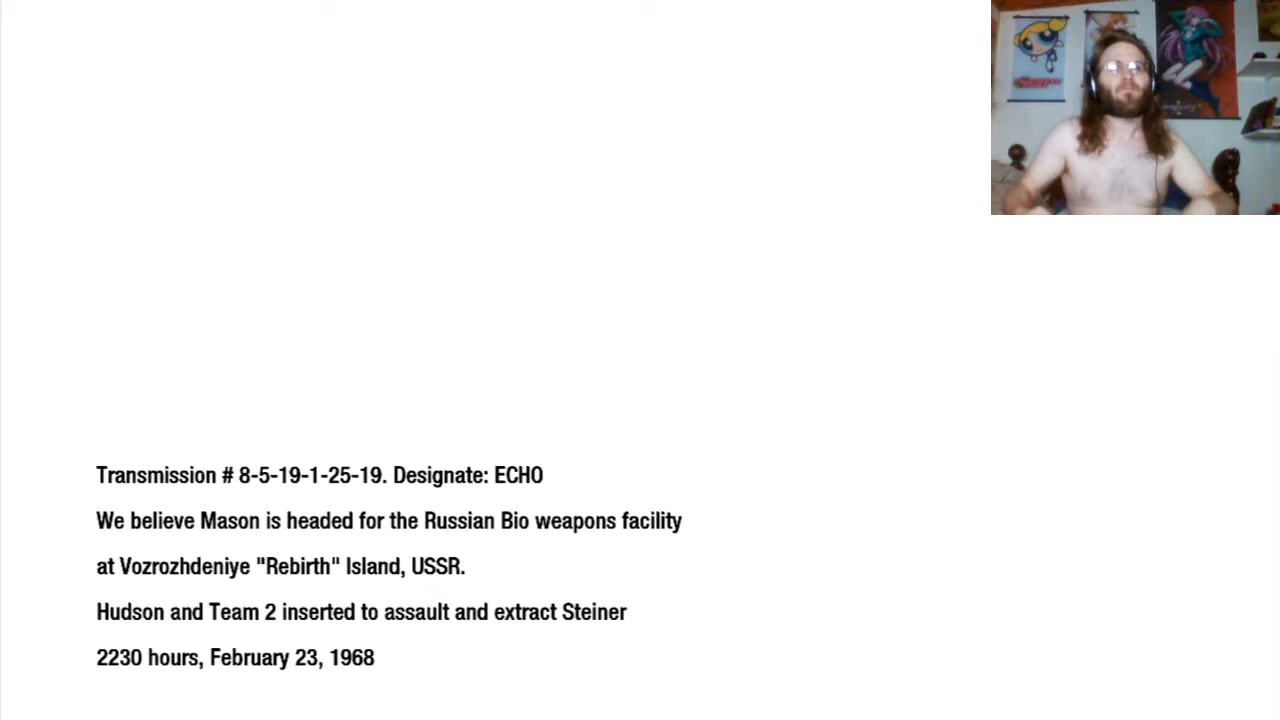 Transmission # 8-5-19-1-25-19. Designate: ECHO
We believe Mason is headed for the Russian Bio weapons facility
at Vozrozhdeniye "Rebirth" Island, USSR.
Hudson and Team 2 inserted to assault and extract Steiner
2230 hours, February 23, 1968